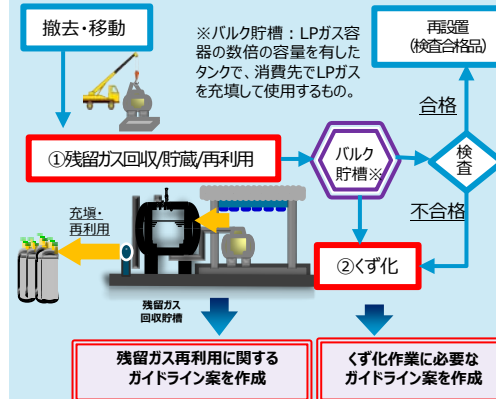 撤去・移動
※バルク貯槽：LPガス容
器の数倍の容量を有した
タンクで、消費先でLPガス
を充填して使用するもの。
再設置
(検査合格品)
合格
①残留ガス回収/貯蔵/再利用
バルク
貯槽※
検
査
不合格
充填・
再利用
②くず化
残留ガス
回収貯槽
残留ガス再利用に関する
ガイドライン案を作成
くず化作業に必要な
ガイドライン案を作成